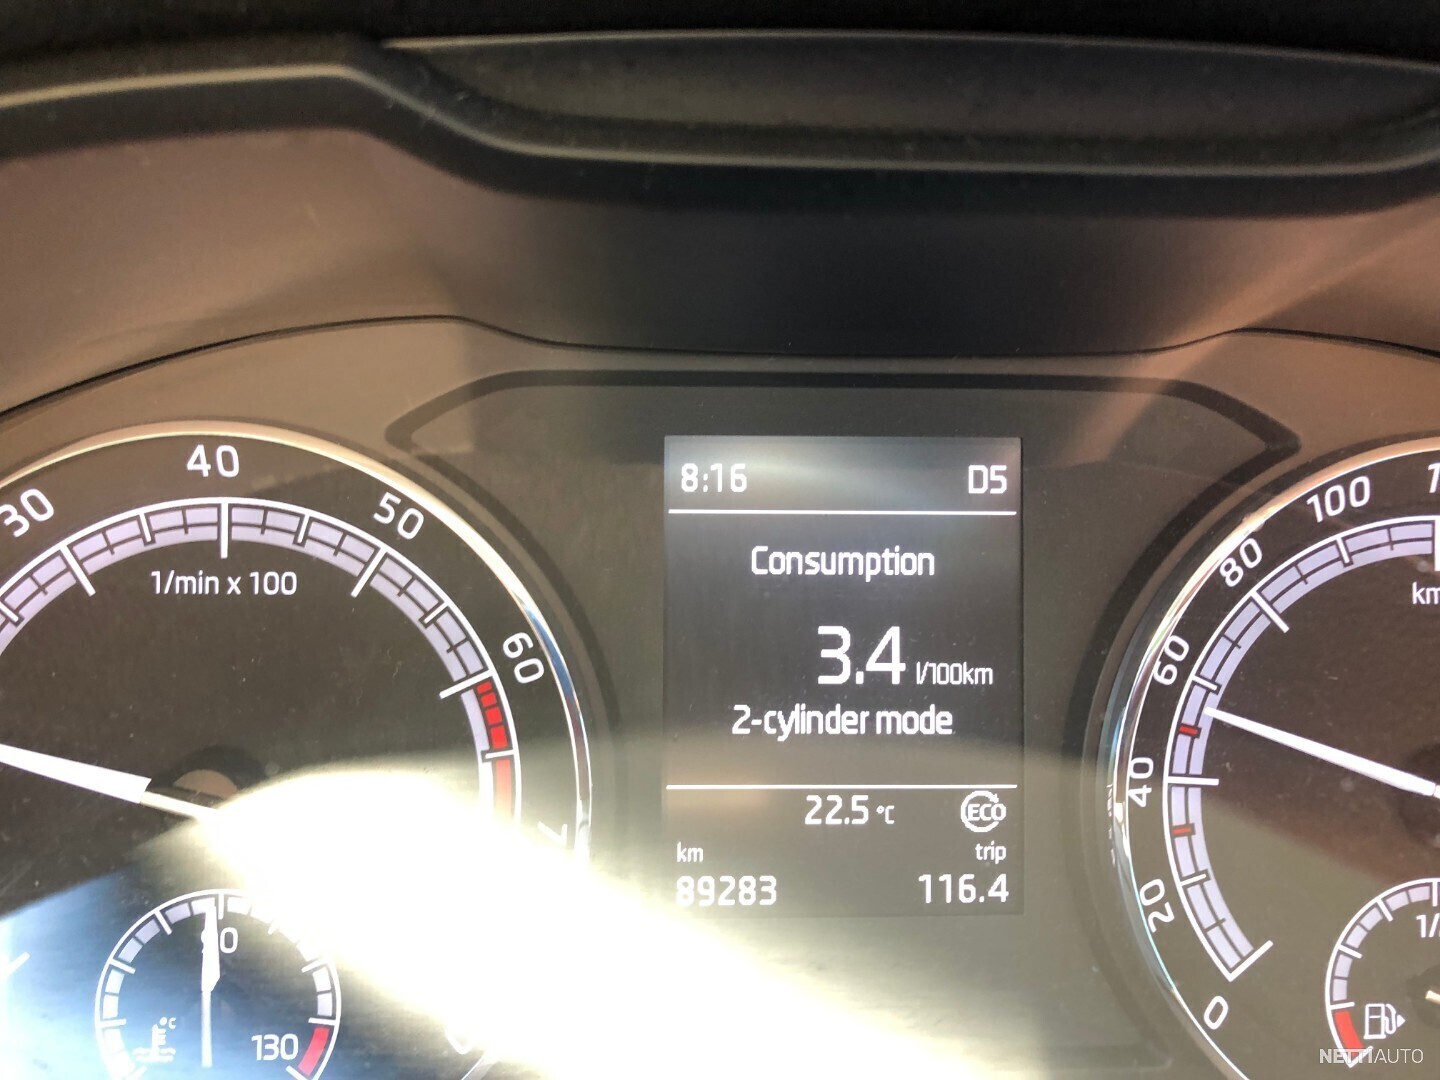 30
40
50
60
1/min x 100
90
°C
130
8:16 D5
Consumption
3.4 l/100km
2-cylinder mode
22.5 °C ECO
km trip
89283 116.4
0
20
40
60
80
100
NETTIAUTO